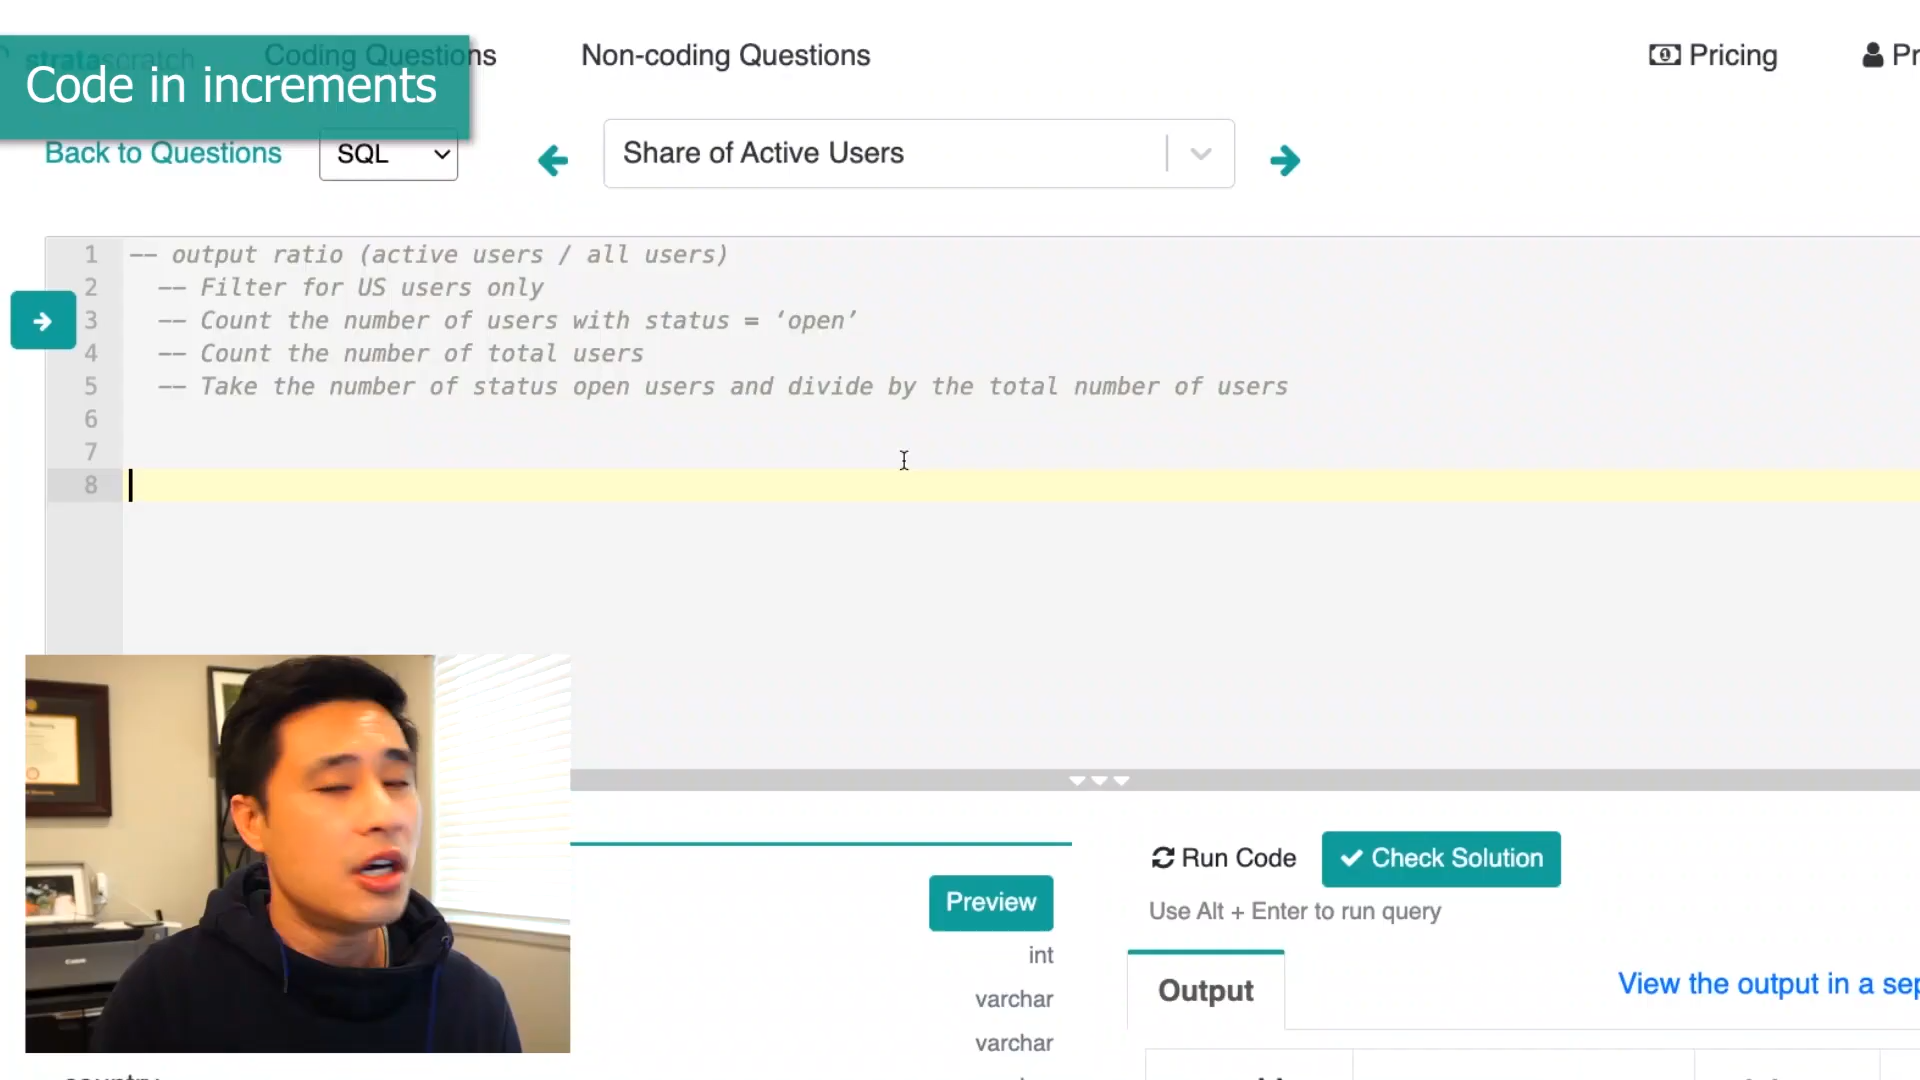 stratascratch
Coding Questions
Non-coding Questions
Pricing
Pr
Code in increments
Back to Questions
SQL
Share of Active Users
1 -- output ratio (active users / all users)
2 -- Filter for US users only
3 -- Count the number of users with status = ‘open’
4 -- Count the number of total users
5 -- Take the number of status open users and divide by the total number of users
6
7
8
Run Code
Check Solution
Preview
Use Alt + Enter to run query
int
Output
View the output in a sep
varchar
varchar
Canon
country